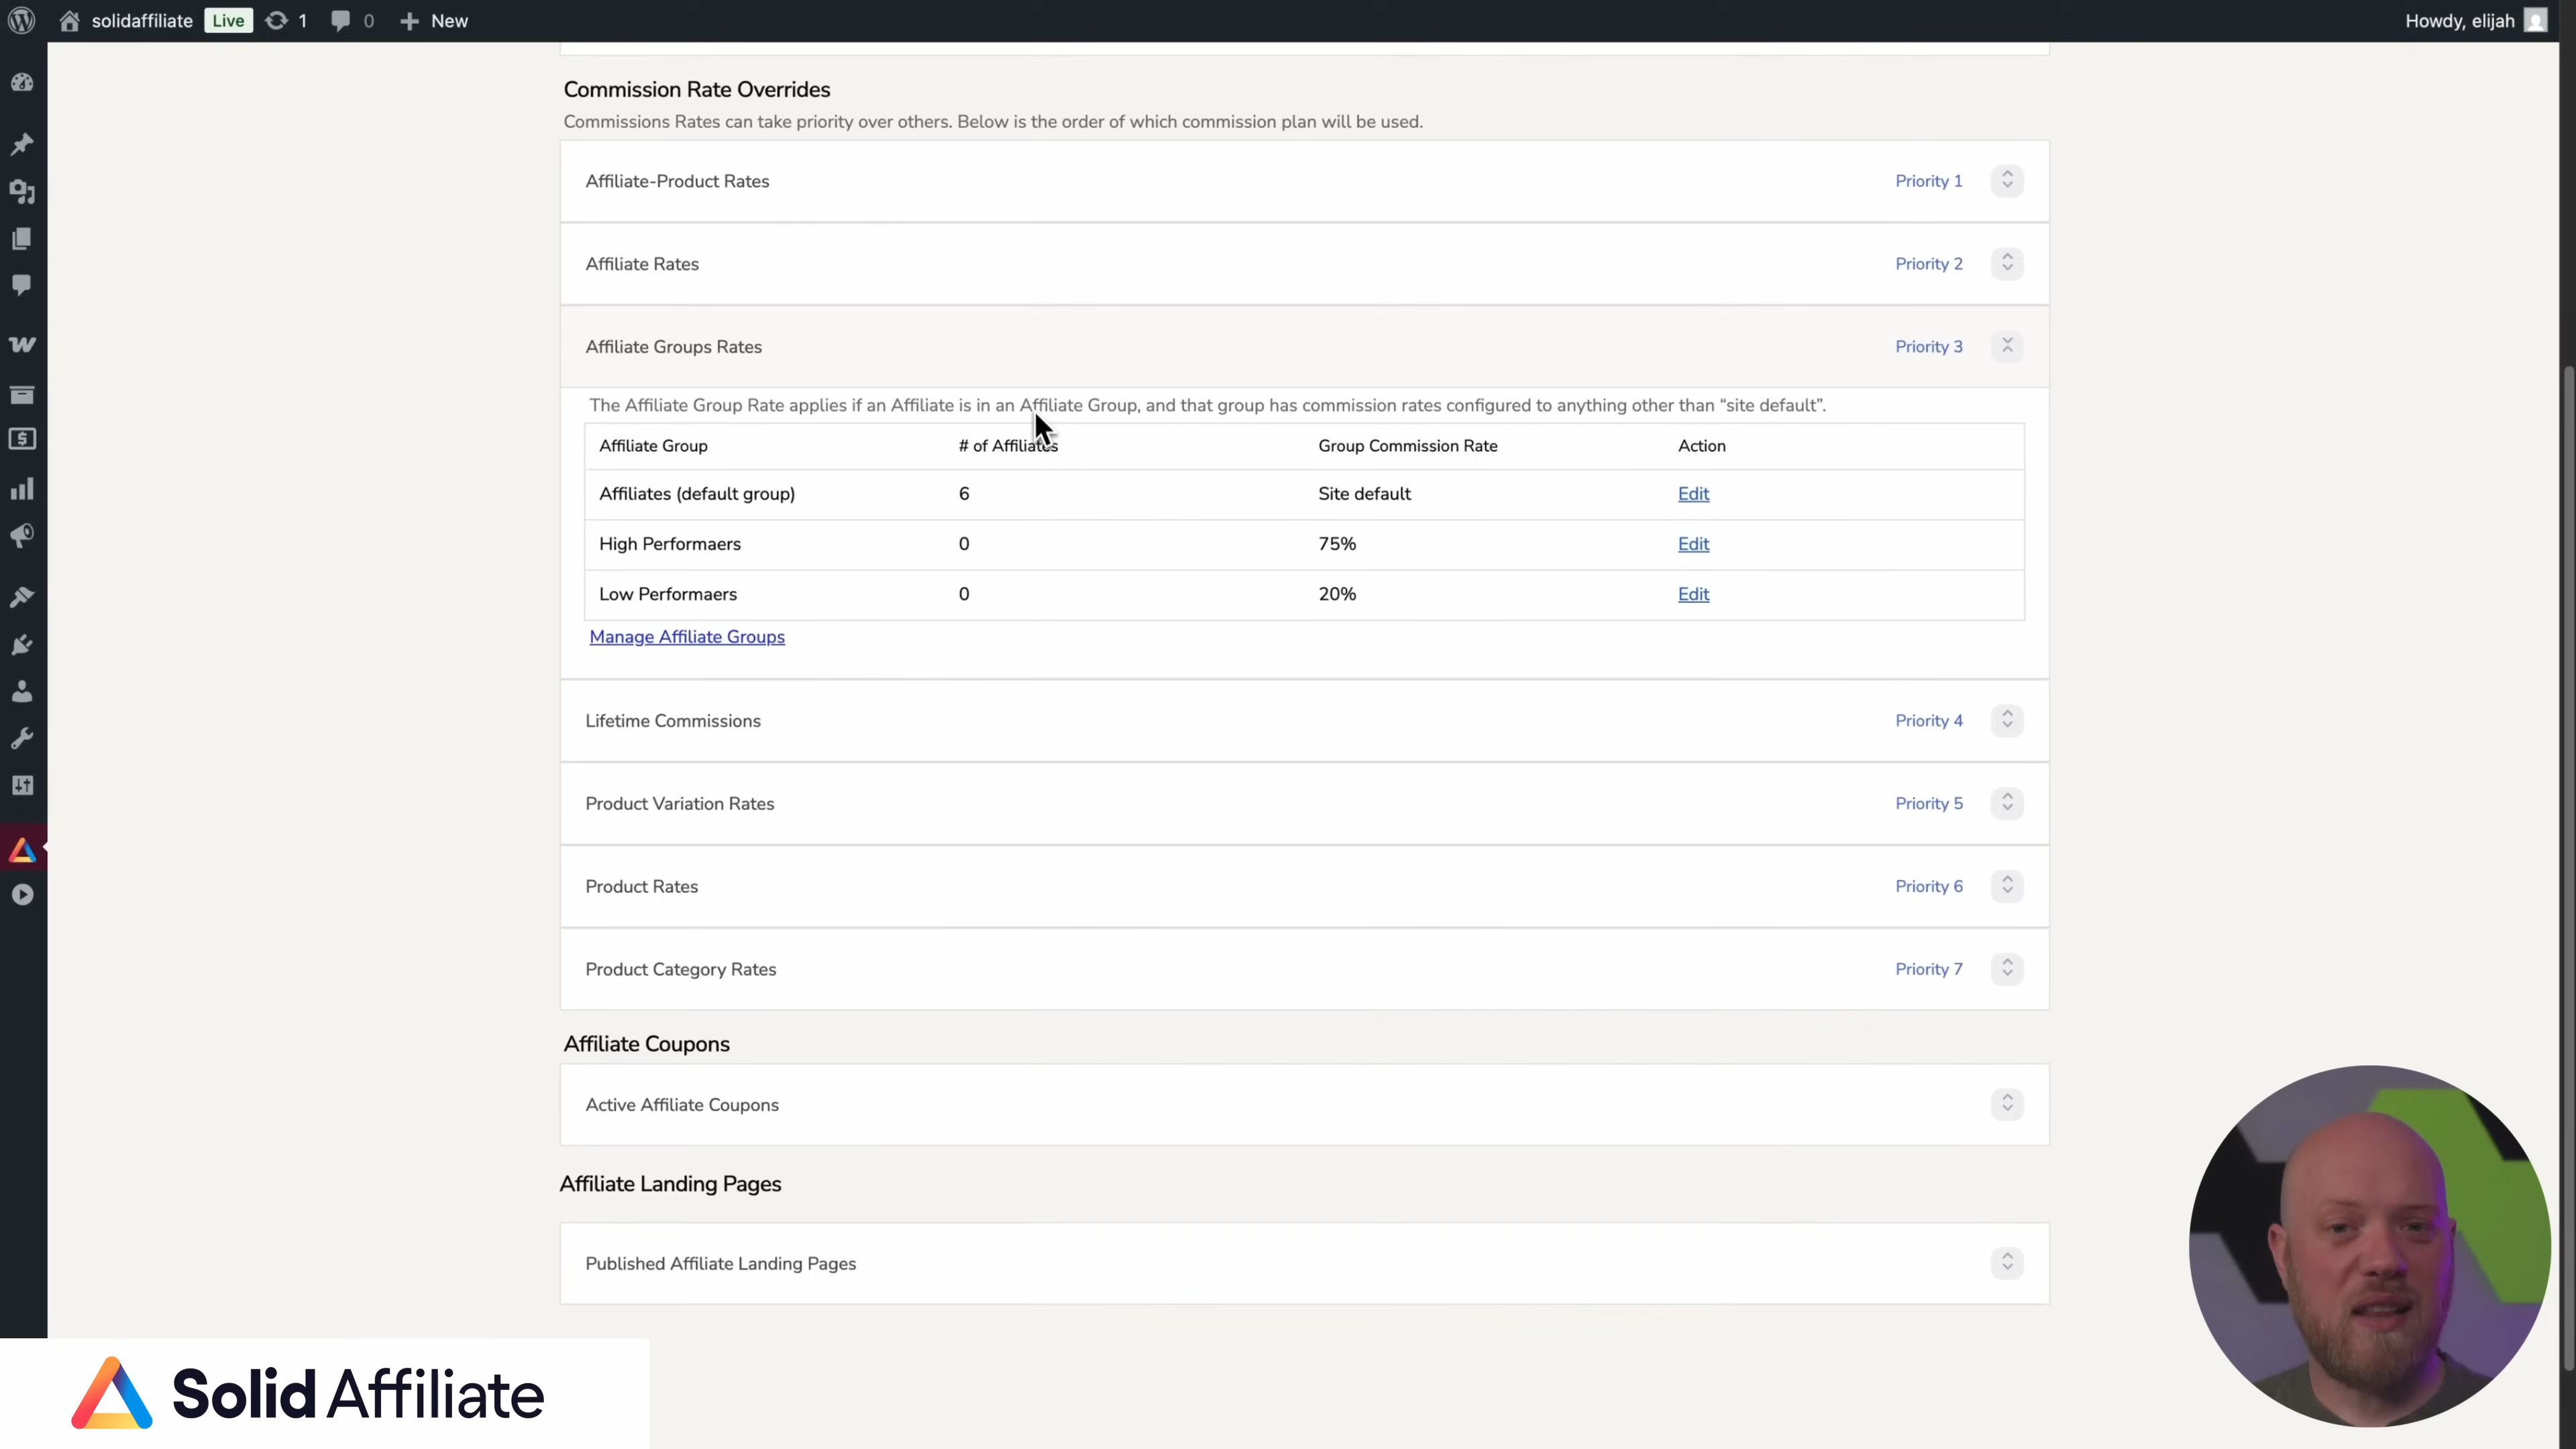 solidaffiliate Live 1 0 New Howdy, elijah
Commission Rate Overrides
Commissions Rates can take priority over others. Below is the order of which commission plan will be used.
Affiliate-Product Rates Priority 1
Affiliate Rates Priority 2
Affiliate Groups Rates Priority 3
The Affiliate Group Rate applies if an Affiliate is in an Affiliate Group, and that group has commission rates configured to anything other than “site default”.
Affiliate Group # of Affiliates Group Commission Rate Action
Affiliates (default group) 6 Site default Edit
High Performaers 0 75% Edit
Low Performaers 0 20% Edit
Manage Affiliate Groups
Lifetime Commissions Priority 4
Product Variation Rates Priority 5
Product Rates Priority 6
Product Category Rates Priority 7
Affiliate Coupons
Active Affiliate Coupons
Affiliate Landing Pages
Published Affiliate Landing Pages
Solid Affiliate